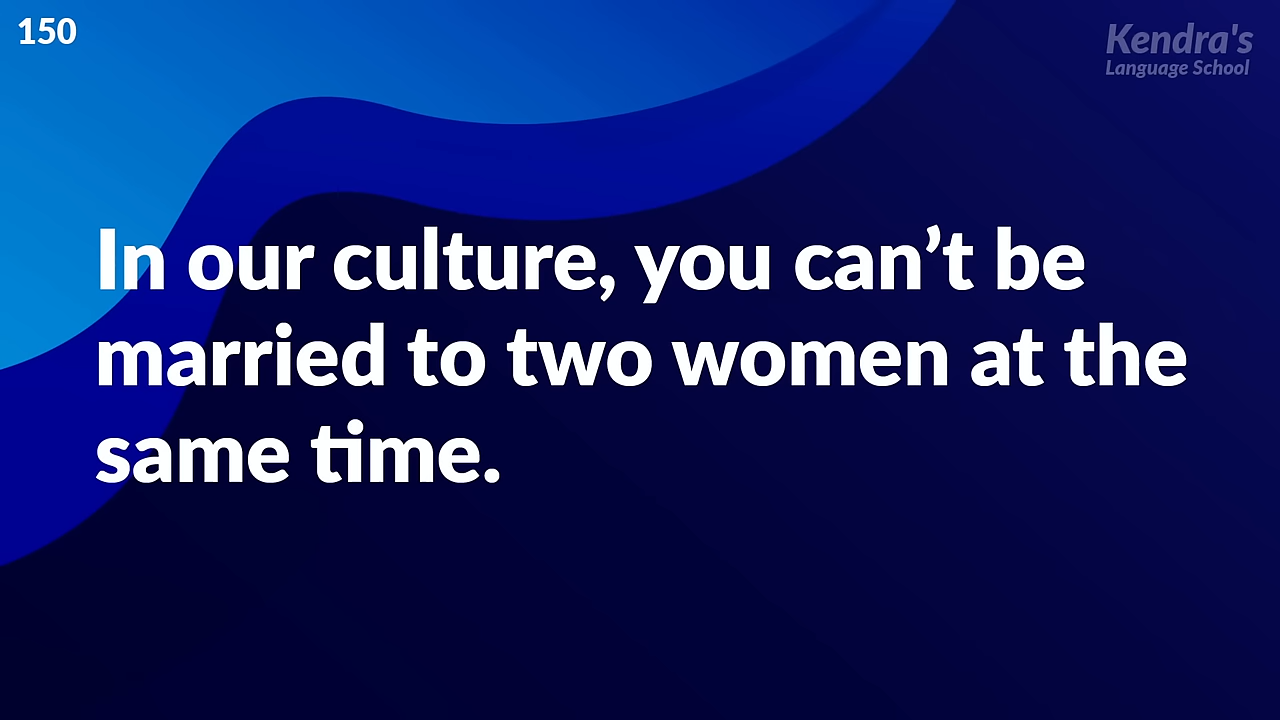 150
Kendra's
Language School
In our culture, you can’t be
married to two women at the
same time.